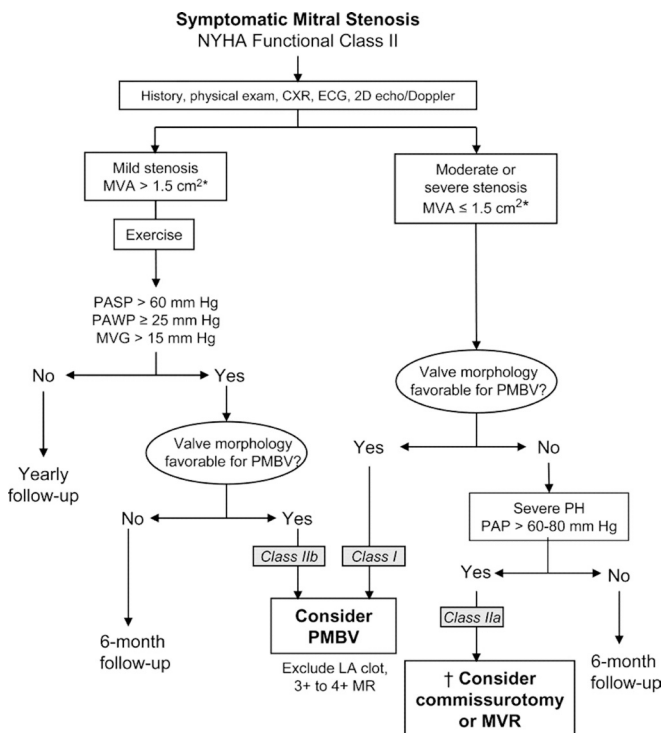 Symptomatic Mitral Stenosis
NYHA Functional Class II
History, physical exam, CXR, ECG, 2D echo/Doppler
Mild stenosis
MVA > 1.5 cm²*
Moderate or
severe stenosis
MVA ≤ 1.5 cm²*
Exercise
PASP > 60 mm Hg
PAWP ≥ 25 mm Hg
MVG > 15 mm Hg
No
Yes
Valve morphology
favorable for PMBV?
Yearly
follow-up
Valve morphology
favorable for PMBV?
Yes
No
No
Yes
Severe PH
PAP > 60-80 mm Hg
Class IIb
Class I
Yes
No
Consider
PMBV
Class IIa
6-month
follow-up
Exclude LA clot,
3+ to 4+ MR
† Consider
commissurotomy
or MVR
6-month
follow-up